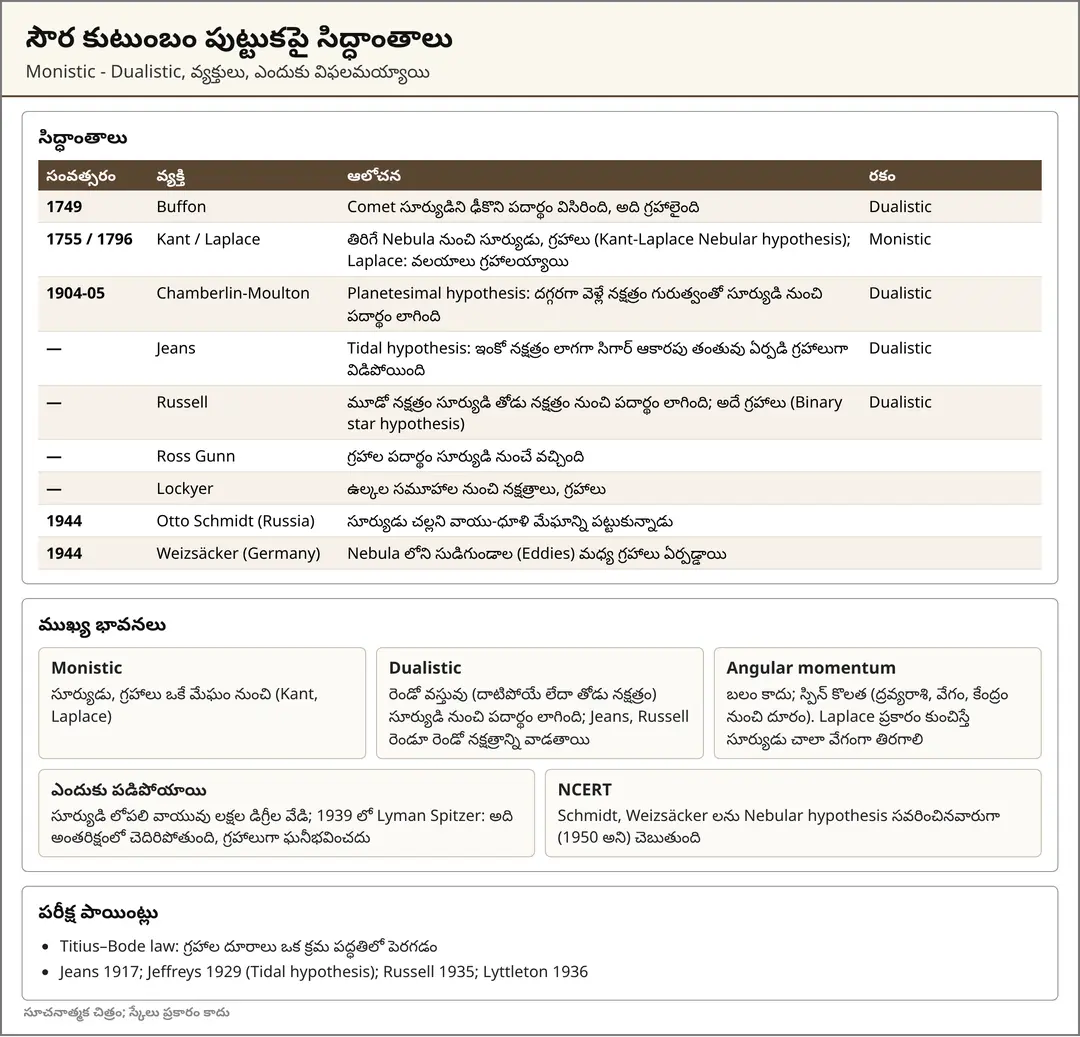 సౌర కుటుంబం పుట్టుకపై సిద్ధాంతాలు
Monistic - Dualistic, వ్యక్తులు, ఎందుకు విఫలమయ్యాయి
సిద్ధాంతాలు
సంవత్సరం వ్యక్తి ఆలోచన రకం
1749 Buffon Comet సూర్యుడిని ఢీకొని పదార్థం విసిరింది, అది గ్రహాలైంది Dualistic
1755 / 1796 Kant / Laplace తిరిగే Nebula నుంచి సూర్యుడు, గ్రహాలు (Kant-Laplace Nebular hypothesis); Monistic
Laplace: వలయాలు గ్రహాలయ్యాయి
1904-05 Chamberlin-Moulton Planetesimal hypothesis: దగ్గరగా వెళ్లే నక్షత్రం గురుత్వంతో సూర్యుడి నుంచి Dualistic
పదార్థం లాగింది
— Jeans Tidal hypothesis: ఇంకో నక్షత్రం లాగగా సిగార్ ఆకారపు తంతువు ఏర్పడి గ్రహాలుగా Dualistic
విడిపోయింది
— Russell మూడో నక్షత్రం సూర్యుడి తోడు నక్షత్రం నుంచి పదార్థం లాగింది; అదే గ్రహాలు (Binary Dualistic
star hypothesis)
— Ross Gunn గ్రహాల పదార్థం సూర్యుడి నుంచే వచ్చింది
— Lockyer ఉల్కల సమూహాల నుంచి నక్షత్రాలు, గ్రహాలు
1944 Otto Schmidt (Russia) సూర్యుడు చల్లని వాయు-ధూళి మేఘాన్ని పట్టుకున్నాడు
1944 Weizsäcker (Germany) Nebula లోని సుడిగుండాల (Eddies) మధ్య గ్రహాలు ఏర్పడ్డాయి
ముఖ్య భావనలు
Monistic
సూర్యుడు, గ్రహాలు ఒకే మేఘం నుంచి (Kant,
Laplace)
Dualistic
రెండో వస్తువు (దాటిపోయే లేదా తోడు నక్షత్రం)
సూర్యుడి నుంచి పదార్థం లాగింది; Jeans, Russell
రెండూ రెండో నక్షత్రాన్ని వాడతాయి
Angular momentum
బలం కాదు; స్పిన్ కొలత (ద్రవ్యరాశి, వేగం, కేంద్రం
నుంచి దూరం). Laplace ప్రకారం కుంచిస్తే
సూర్యుడు చాలా వేగంగా తిరగాలి
ఎందుకు పడిపోయాయి
సూర్యుడి లోపలి వాయువు లక్షల డిగ్రీల వేడి; 1939 లో Lyman Spitzer: అది
అంతరిక్షంలో చెదిరిపోతుంది, గ్రహాలుగా ఘనీభవించదు
NCERT
Schmidt, Weizsäcker లను Nebular hypothesis సవరించినవారుగా
(1950 అని) చెబుతుంది
పరీక్ష పాయింట్లు
• Titius–Bode law: గ్రహాల దూరాలు ఒక క్రమ పద్ధతిలో పెరగడం
• Jeans 1917; Jeffreys 1929 (Tidal hypothesis); Russell 1935; Lyttleton 1936
సూచనాత్మక చిత్రం; స్కేలు ప్రకారం కాదు